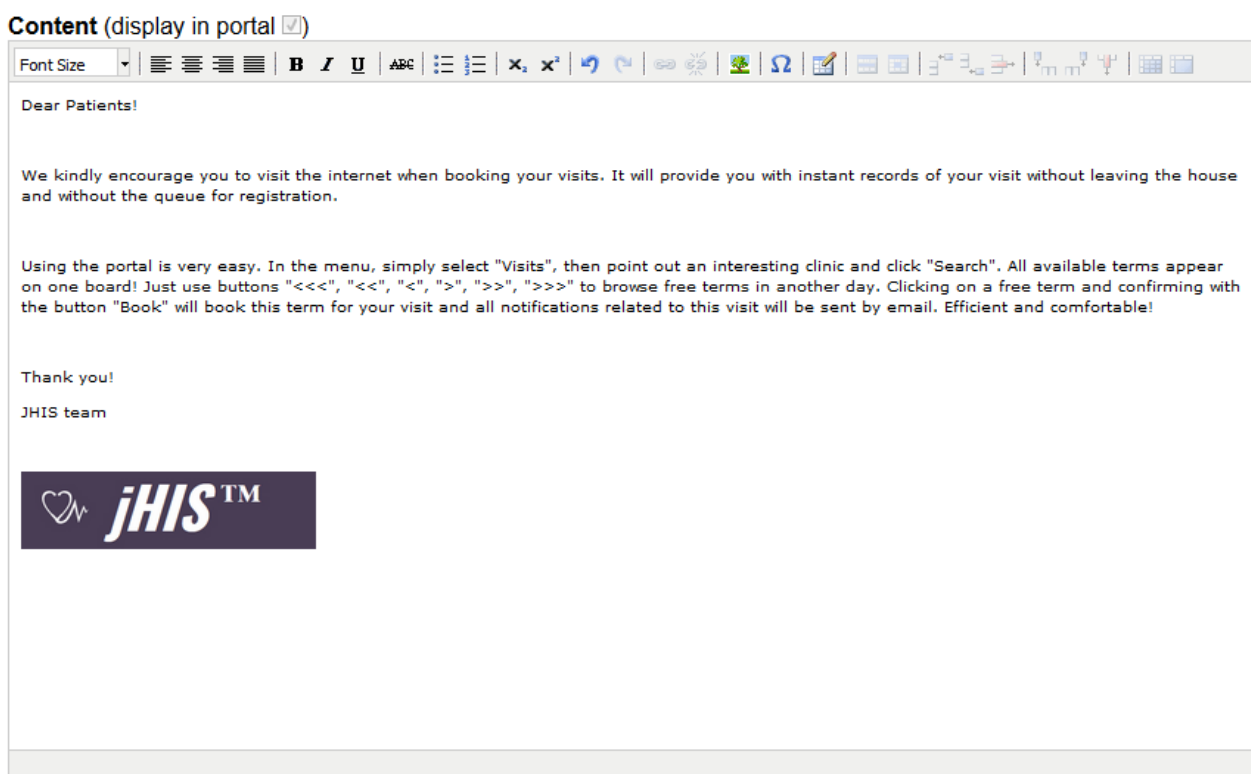 Content (display in portal ☑)
Font Size B I U ABC x₂ x² Ω
Dear Patients!
We kindly encourage you to visit the internet when booking your visits. It will provide you with instant records of your visit without leaving the house
and without the queue for registration.
Using the portal is very easy. In the menu, simply select "Visits", then point out an interesting clinic and click "Search". All available terms appear
on one board! Just use buttons "<<<", "<<", "<", ">", ">>", ">>>" to browse free terms in another day. Clicking on a free term and confirming with
the button "Book" will book this term for your visit and all notifications related to this visit will be sent by email. Efficient and comfortable!
Thank you!
JHIS team
jHIS™